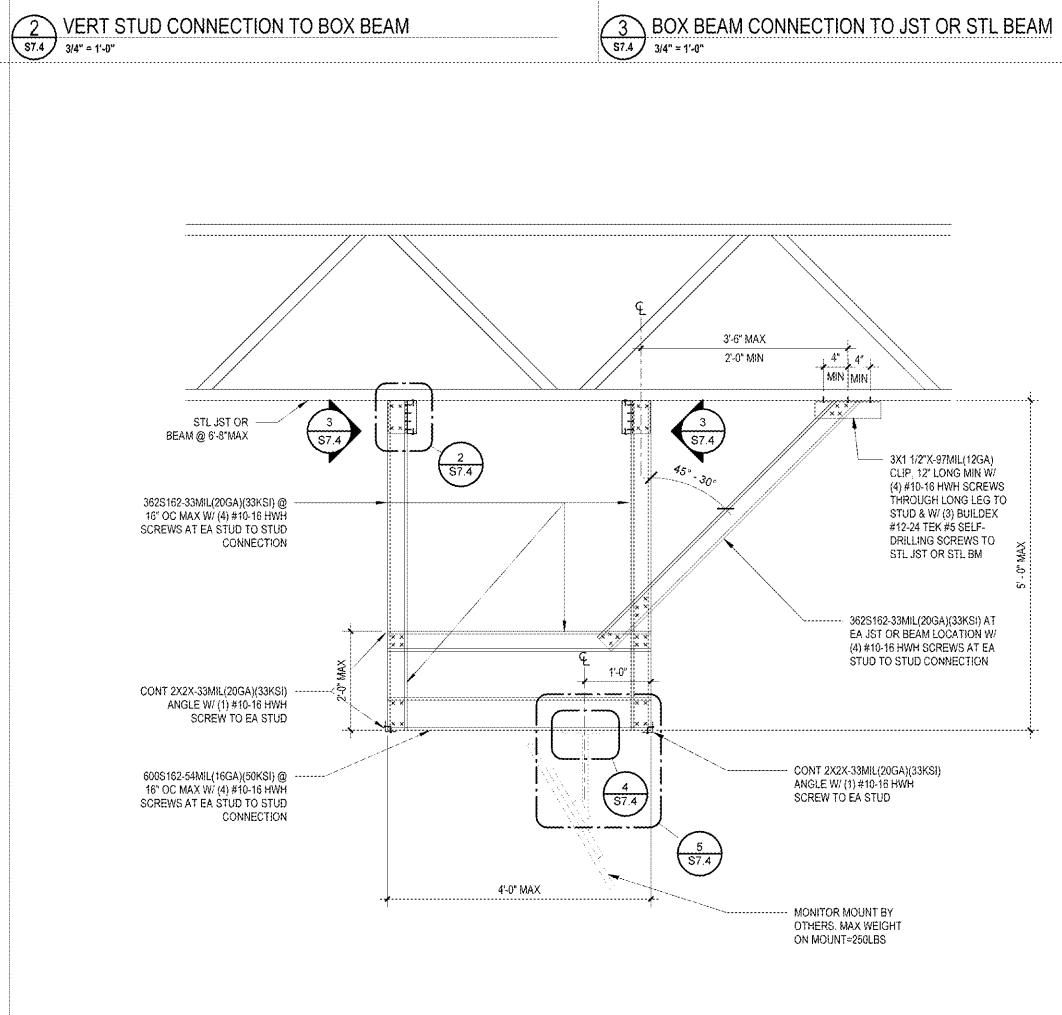 2
S7.4
VERT STUD CONNECTION TO BOX BEAM
3/4" = 1'-0"
3
S7.4
BOX BEAM CONNECTION TO JST OR STL BEAM
3/4" = 1'-0"
CL
3'-6" MAX
2'-0" MIN
4"
MIN
4"
MIN
STL JST OR
BEAM @ 6'-8"MAX
3
S7.4
2
S7.4
3
S7.4
45° - 30°
3X1 1/2"X-97MIL(12GA)
CLIP, 12" LONG MIN W/
(4) #10-16 HWH SCREWS
THROUGH LONG LEG TO
STUD & W/ (3) BUILDEX
#12-24 TEK #5 SELF-
DRILLING SCREWS TO
STL JST OR STL BM
5' - 0" MAX
362S162-33MIL(20GA)(33KSI) @
16" OC MAX W/ (4) #10-16 HWH
SCREWS AT EA STUD TO STUD
CONNECTION
362S162-33MIL(20GA)(33KSI) AT
EA JST OR BEAM LOCATION W/
(4) #10-16 HWH SCREWS AT EA
STUD TO STUD CONNECTION
CL
1'-0"
2'-0" MAX
CONT 2X2X-33MIL(20GA)(33KSI)
ANGLE W/ (1) #10-16 HWH
SCREW TO EA STUD
600S162-54MIL(16GA)(50KSI) @
16" OC MAX W/ (4) #10-16 HWH
SCREWS AT EA STUD TO STUD
CONNECTION
CONT 2X2X-33MIL(20GA)(33KSI)
ANGLE W/ (1) #10-16 HWH
SCREW TO EA STUD
4
S7.4
5
S7.4
4'-0" MAX
MONITOR MOUNT BY
OTHERS. MAX WEIGHT
ON MOUNT=250LBS